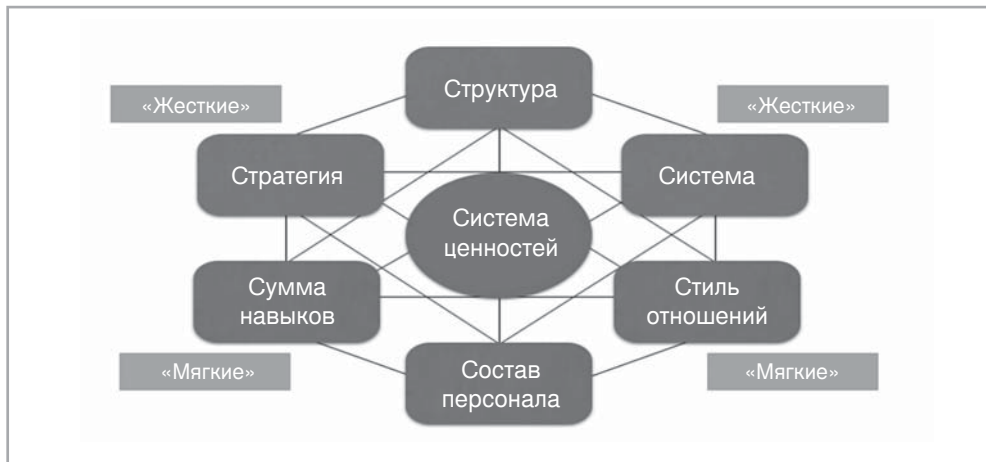 Структура
«Жесткие»
«Жесткие»
Стратегия
Система
Система
ценностей
Сумма
навыков
Стиль
отношений
«Мягкие»
Состав
персонала
«Мягкие»